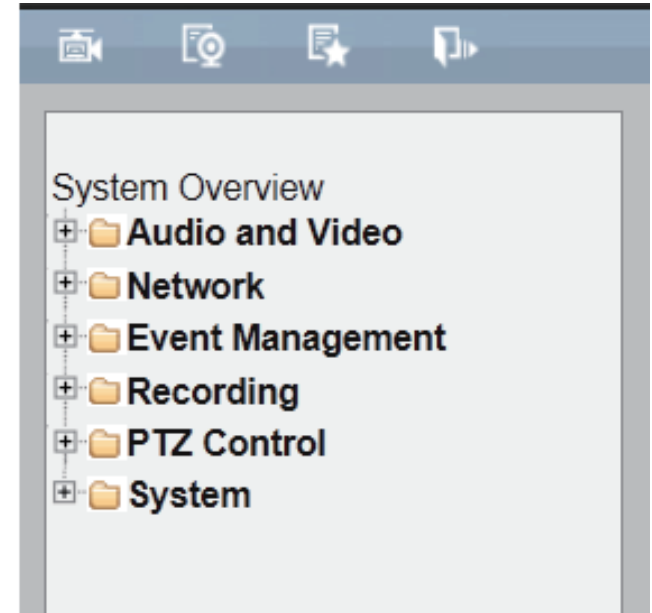 System Overview
Audio and Video
Network
Event Management
Recording
PTZ Control
System